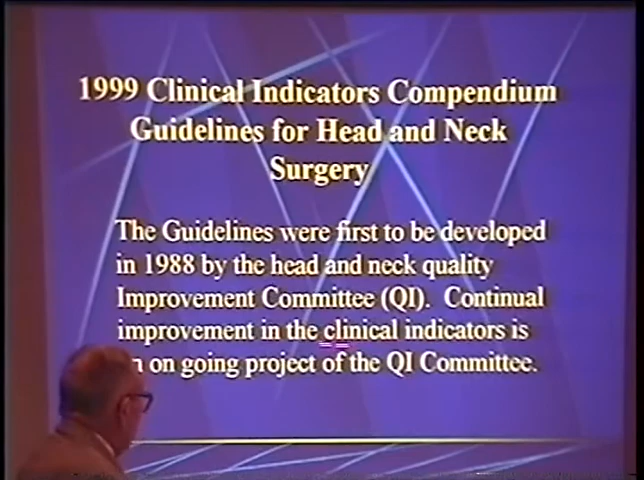 1999 Clinical Indicators Compendium
Guidelines for Head and Neck
Surgery
The Guidelines were first to be developed
in 1988 by the head and neck quality
Improvement Committee (QI). Continual
improvement in the clinical indicators is
on going project of the QI Committee.